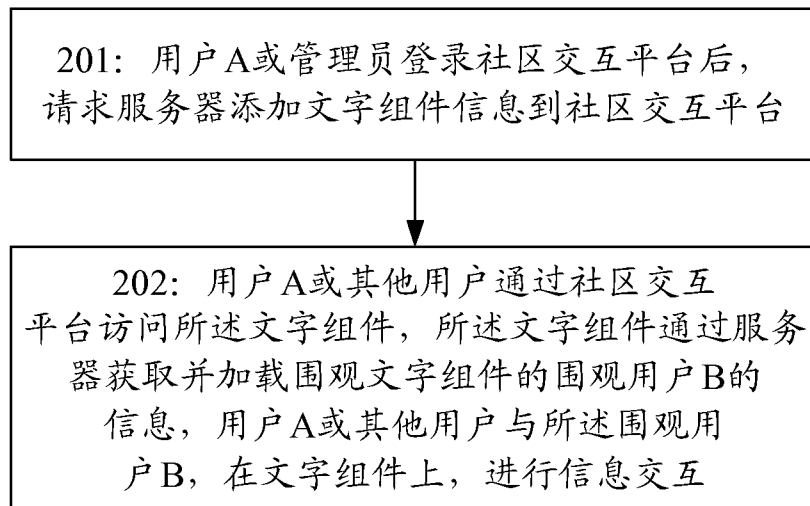 201：用户A或管理员登录社区交互平台后，
请求服务器添加文字组件信息到社区交互平台
202：用户A或其他用户通过社区交互
平台访问所述文字组件，所述文字组件通过服务
器获取并加载围观文字组件的围观用户B的
信息，用户A或其他用户与所述围观用
户B，在文字组件上，进行信息交互